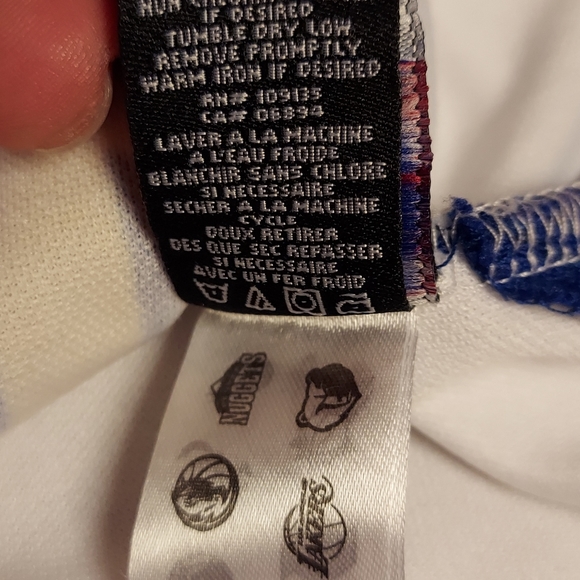 IF DESIRED
TUMBLE DRY LOW
REMOVE PROMPTLY
WARM IRON IF DESIRED
RN# 109135
CA# 06994
LAVER A LA MACHINE
A L'EAU FROIDE
BLANCHIR SANS CHLORE
SI NECESSAIRE
SECHER A LA MACHINE
CYCLE
DOUX RETIRER
DES QUE SEC REPASSER
SI NECESSAIRE
AVEC UN FER FROID
NUGGETS
LAKERS